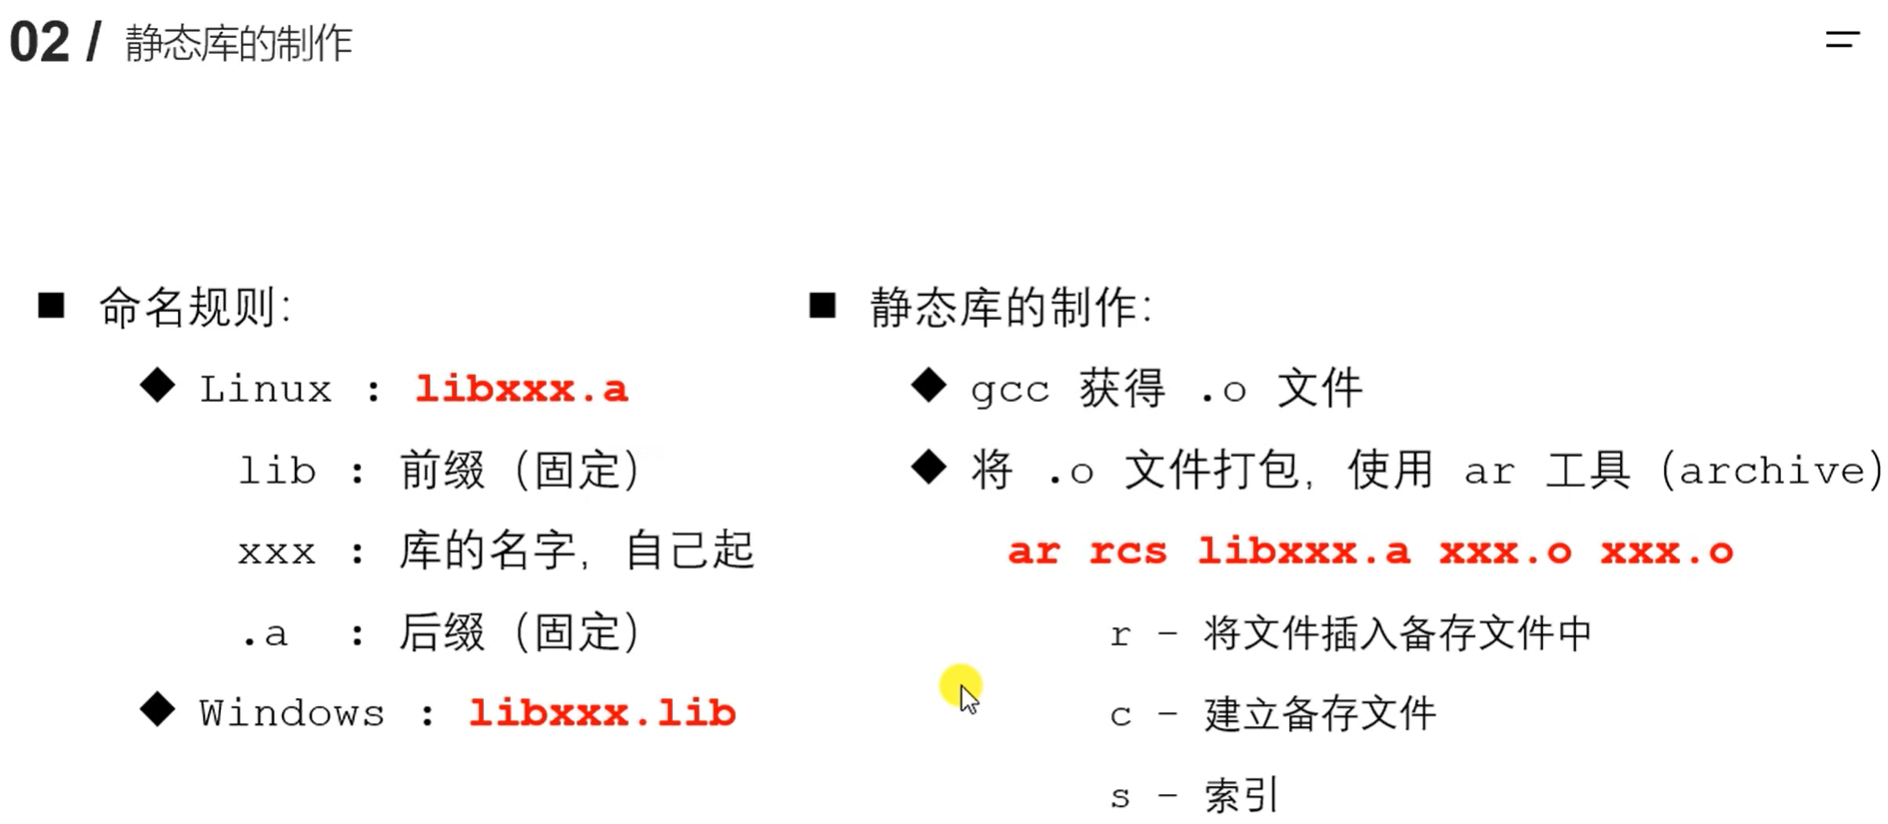 02 / 静态库的制作
■ 命名规则：
◆ Linux : libxxx.a
lib : 前缀（固定）
xxx : 库的名字，自己起
.a : 后缀（固定）
◆ Windows : libxxx.lib
■ 静态库的制作：
◆ gcc 获得 .o 文件
◆ 将 .o 文件打包，使用 ar 工具（archive）
ar rcs libxxx.a xxx.o xxx.o
r - 将文件插入备存文件中
c - 建立备存文件
s - 索引